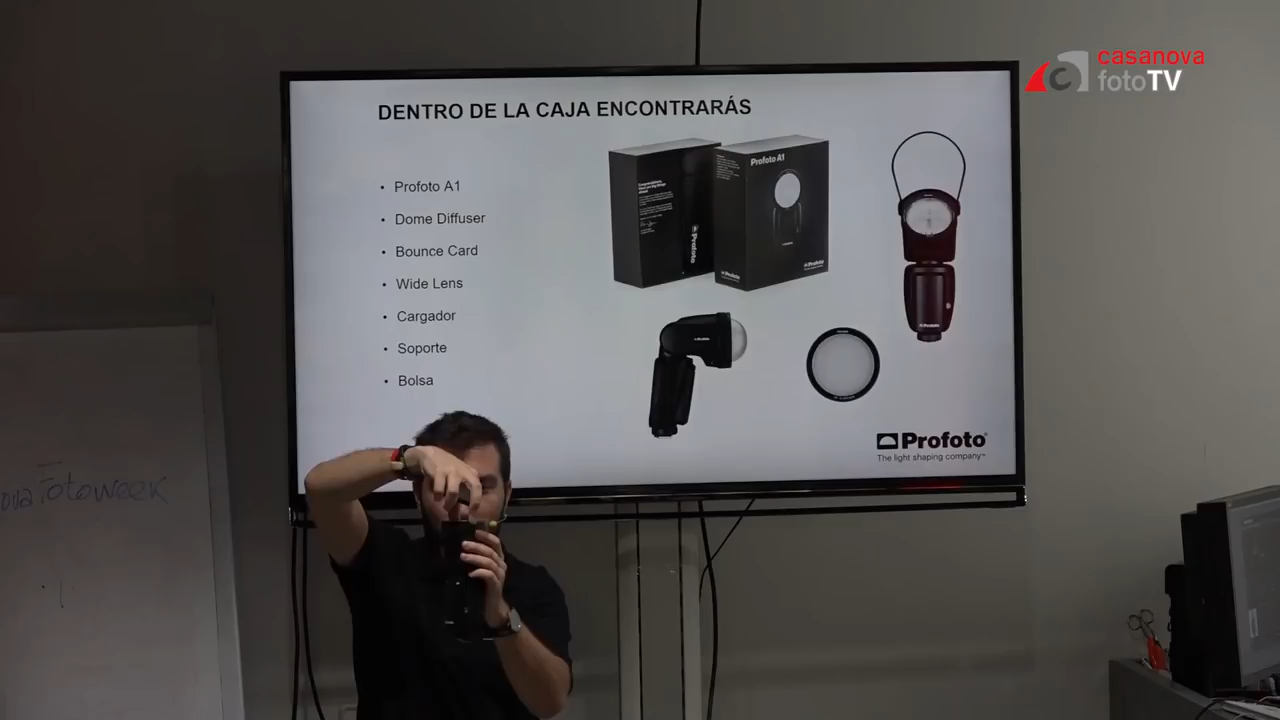 casanova
fotoTV
DENTRO DE LA CAJA ENCONTRARÁS
• Profoto A1
• Dome Diffuser
• Bounce Card
• Wide Lens
• Cargador
• Soporte
• Bolsa
Profoto A1
Profoto
Profoto
Profoto
The light shaping company™
Fotoweek